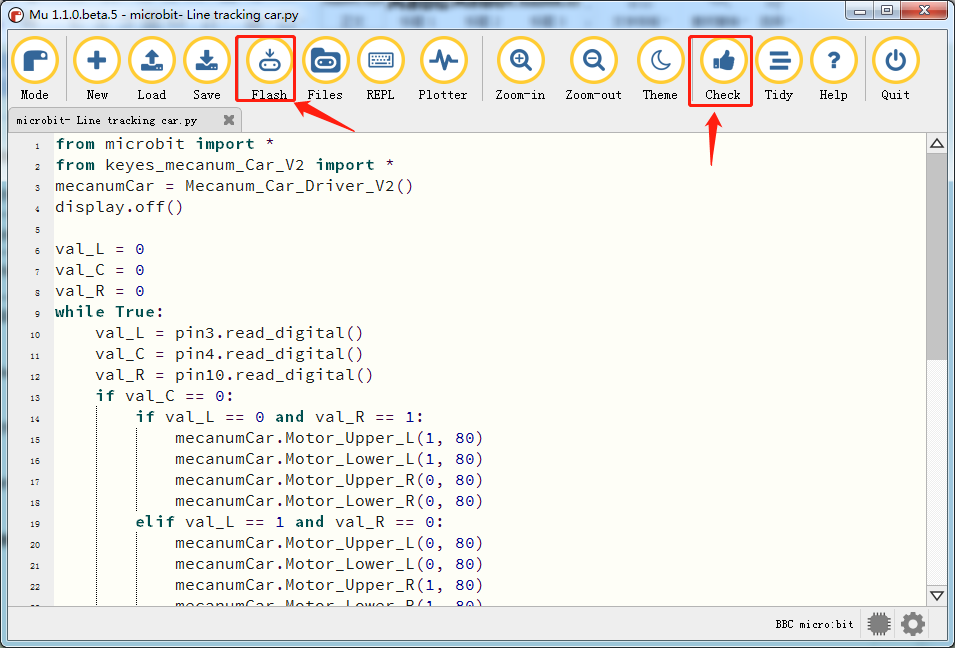 Mu 1.1.0.beta.5 - microbit- Line tracking car.py
Mode New Load Save Flash Files REPL Plotter Zoom-in Zoom-out Theme Check Tidy Help Quit
microbit- Line tracking car.py
1 from microbit import *
2 from keyes_mecanum_Car_V2 import *
3 mecanumCar = Mecanum_Car_Driver_V2()
4 display.off()
5
6 val_L = 0
7 val_C = 0
8 val_R = 0
9 while True:
10 val_L = pin3.read_digital()
11 val_C = pin4.read_digital()
12 val_R = pin10.read_digital()
13 if val_C == 0:
14 if val_L == 0 and val_R == 1:
15 mecanumCar.Motor_Upper_L(1, 80)
16 mecanumCar.Motor_Lower_L(1, 80)
17 mecanumCar.Motor_Upper_R(0, 80)
18 mecanumCar.Motor_Lower_R(0, 80)
19 elif val_L == 1 and val_R == 0:
20 mecanumCar.Motor_Upper_L(0, 80)
21 mecanumCar.Motor_Lower_L(0, 80)
22 mecanumCar.Motor_Upper_R(1, 80)
mecanumCar.Motor_Lower_R(1, 80)
BBC micro:bit